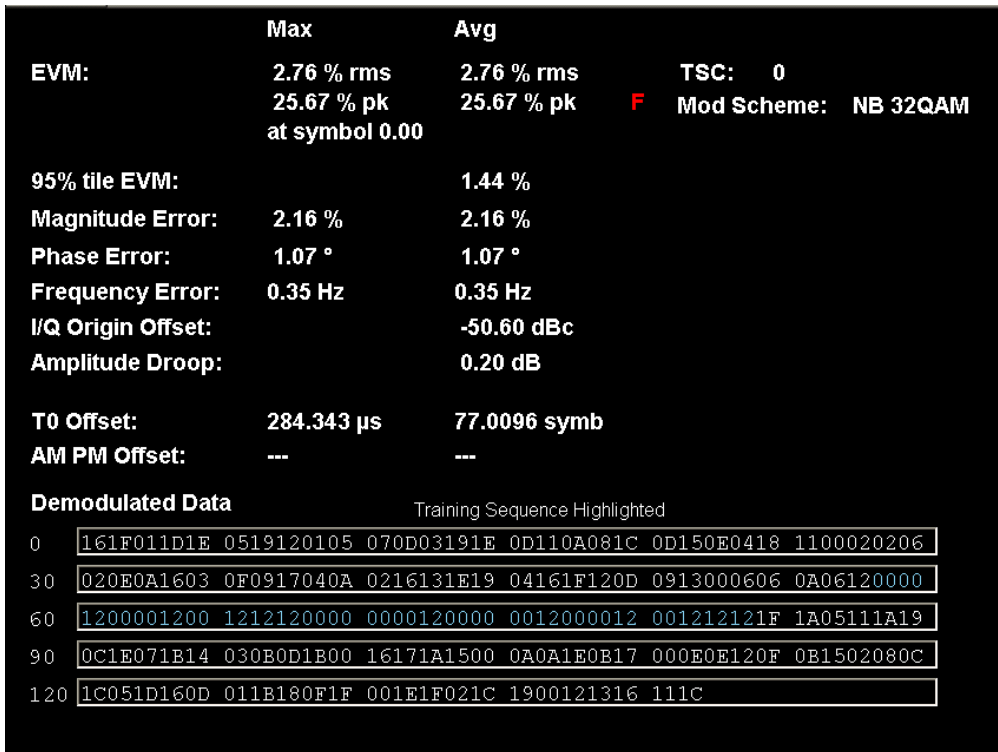 Max Avg
EVM: 2.76 % rms 2.76 % rms TSC: 0
25.67 % pk 25.67 % pk F Mod Scheme: NB 32QAM
at symbol 0.00
95% tile EVM: 1.44 %
Magnitude Error: 2.16 % 2.16 %
Phase Error: 1.07 ° 1.07 °
Frequency Error: 0.35 Hz 0.35 Hz
I/Q Origin Offset: -50.60 dBc
Amplitude Droop: 0.20 dB
T0 Offset: 284.343 µs 77.0096 symb
AM PM Offset: --- ---
Demodulated Data Training Sequence Highlighted
0 161F011D1E 0519120105 070D03191E 0D110A081C 0D150E0418 1100020206
30 020E0A1603 0F0917040A 0216131E19 04161F120D 0913000606 0A06120000
60 1200001200 1212120000 0000120000 0012000012 001212121F 1A05111A19
90 0C1E071B14 030B0D1B00 16171A1500 0A0A1E0B17 000E0E120F 0B1502080C
120 1C051D160D 011B180F1F 001E1F021C 1900121316 111C